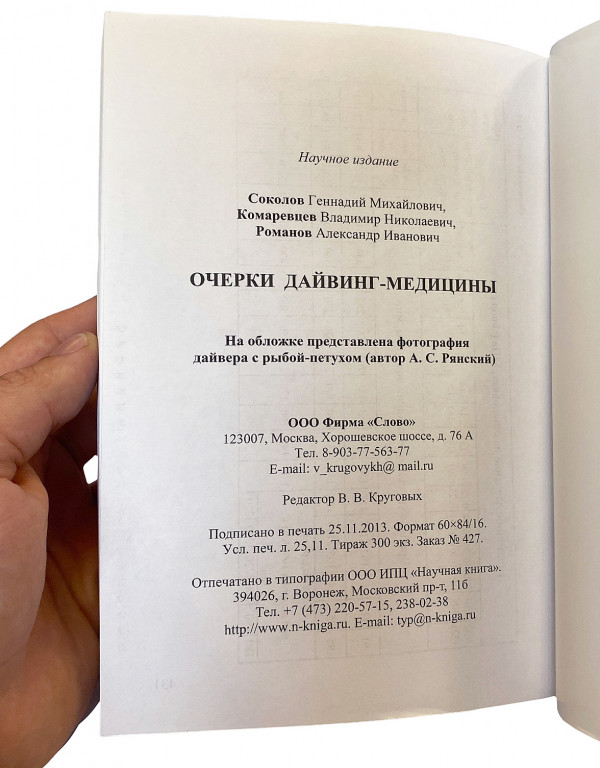 Научное издание
Соколов Геннадий Михайлович,
Комаревцев Владимир Николаевич,
Романов Александр Иванович
ОЧЕРКИ ДАЙВИНГ-МЕДИЦИНЫ
На обложке представлена фотография
дайвера с рыбой-петухом (автор А. С. Рянский)
ООО Фирма «Слово»
123007, Москва, Хорошевское шоссе, д. 76 А
Тел. 8-903-77-563-77
E-mail: v_krugovykh@ mail.ru
Редактор В. В. Круговых
Подписано в печать 25.11.2013. Формат 60×84/16.
Усл. печ. л. 25,11. Тираж 300 экз. Заказ № 427.
Отпечатано в типографии ООО ИПЦ «Научная книга».
394026, г. Воронеж, Московский пр-т, 11б
Тел. +7 (473) 220-57-15, 238-02-38
http://www.n-kniga.ru. E-mail: typ@n-kniga.ru